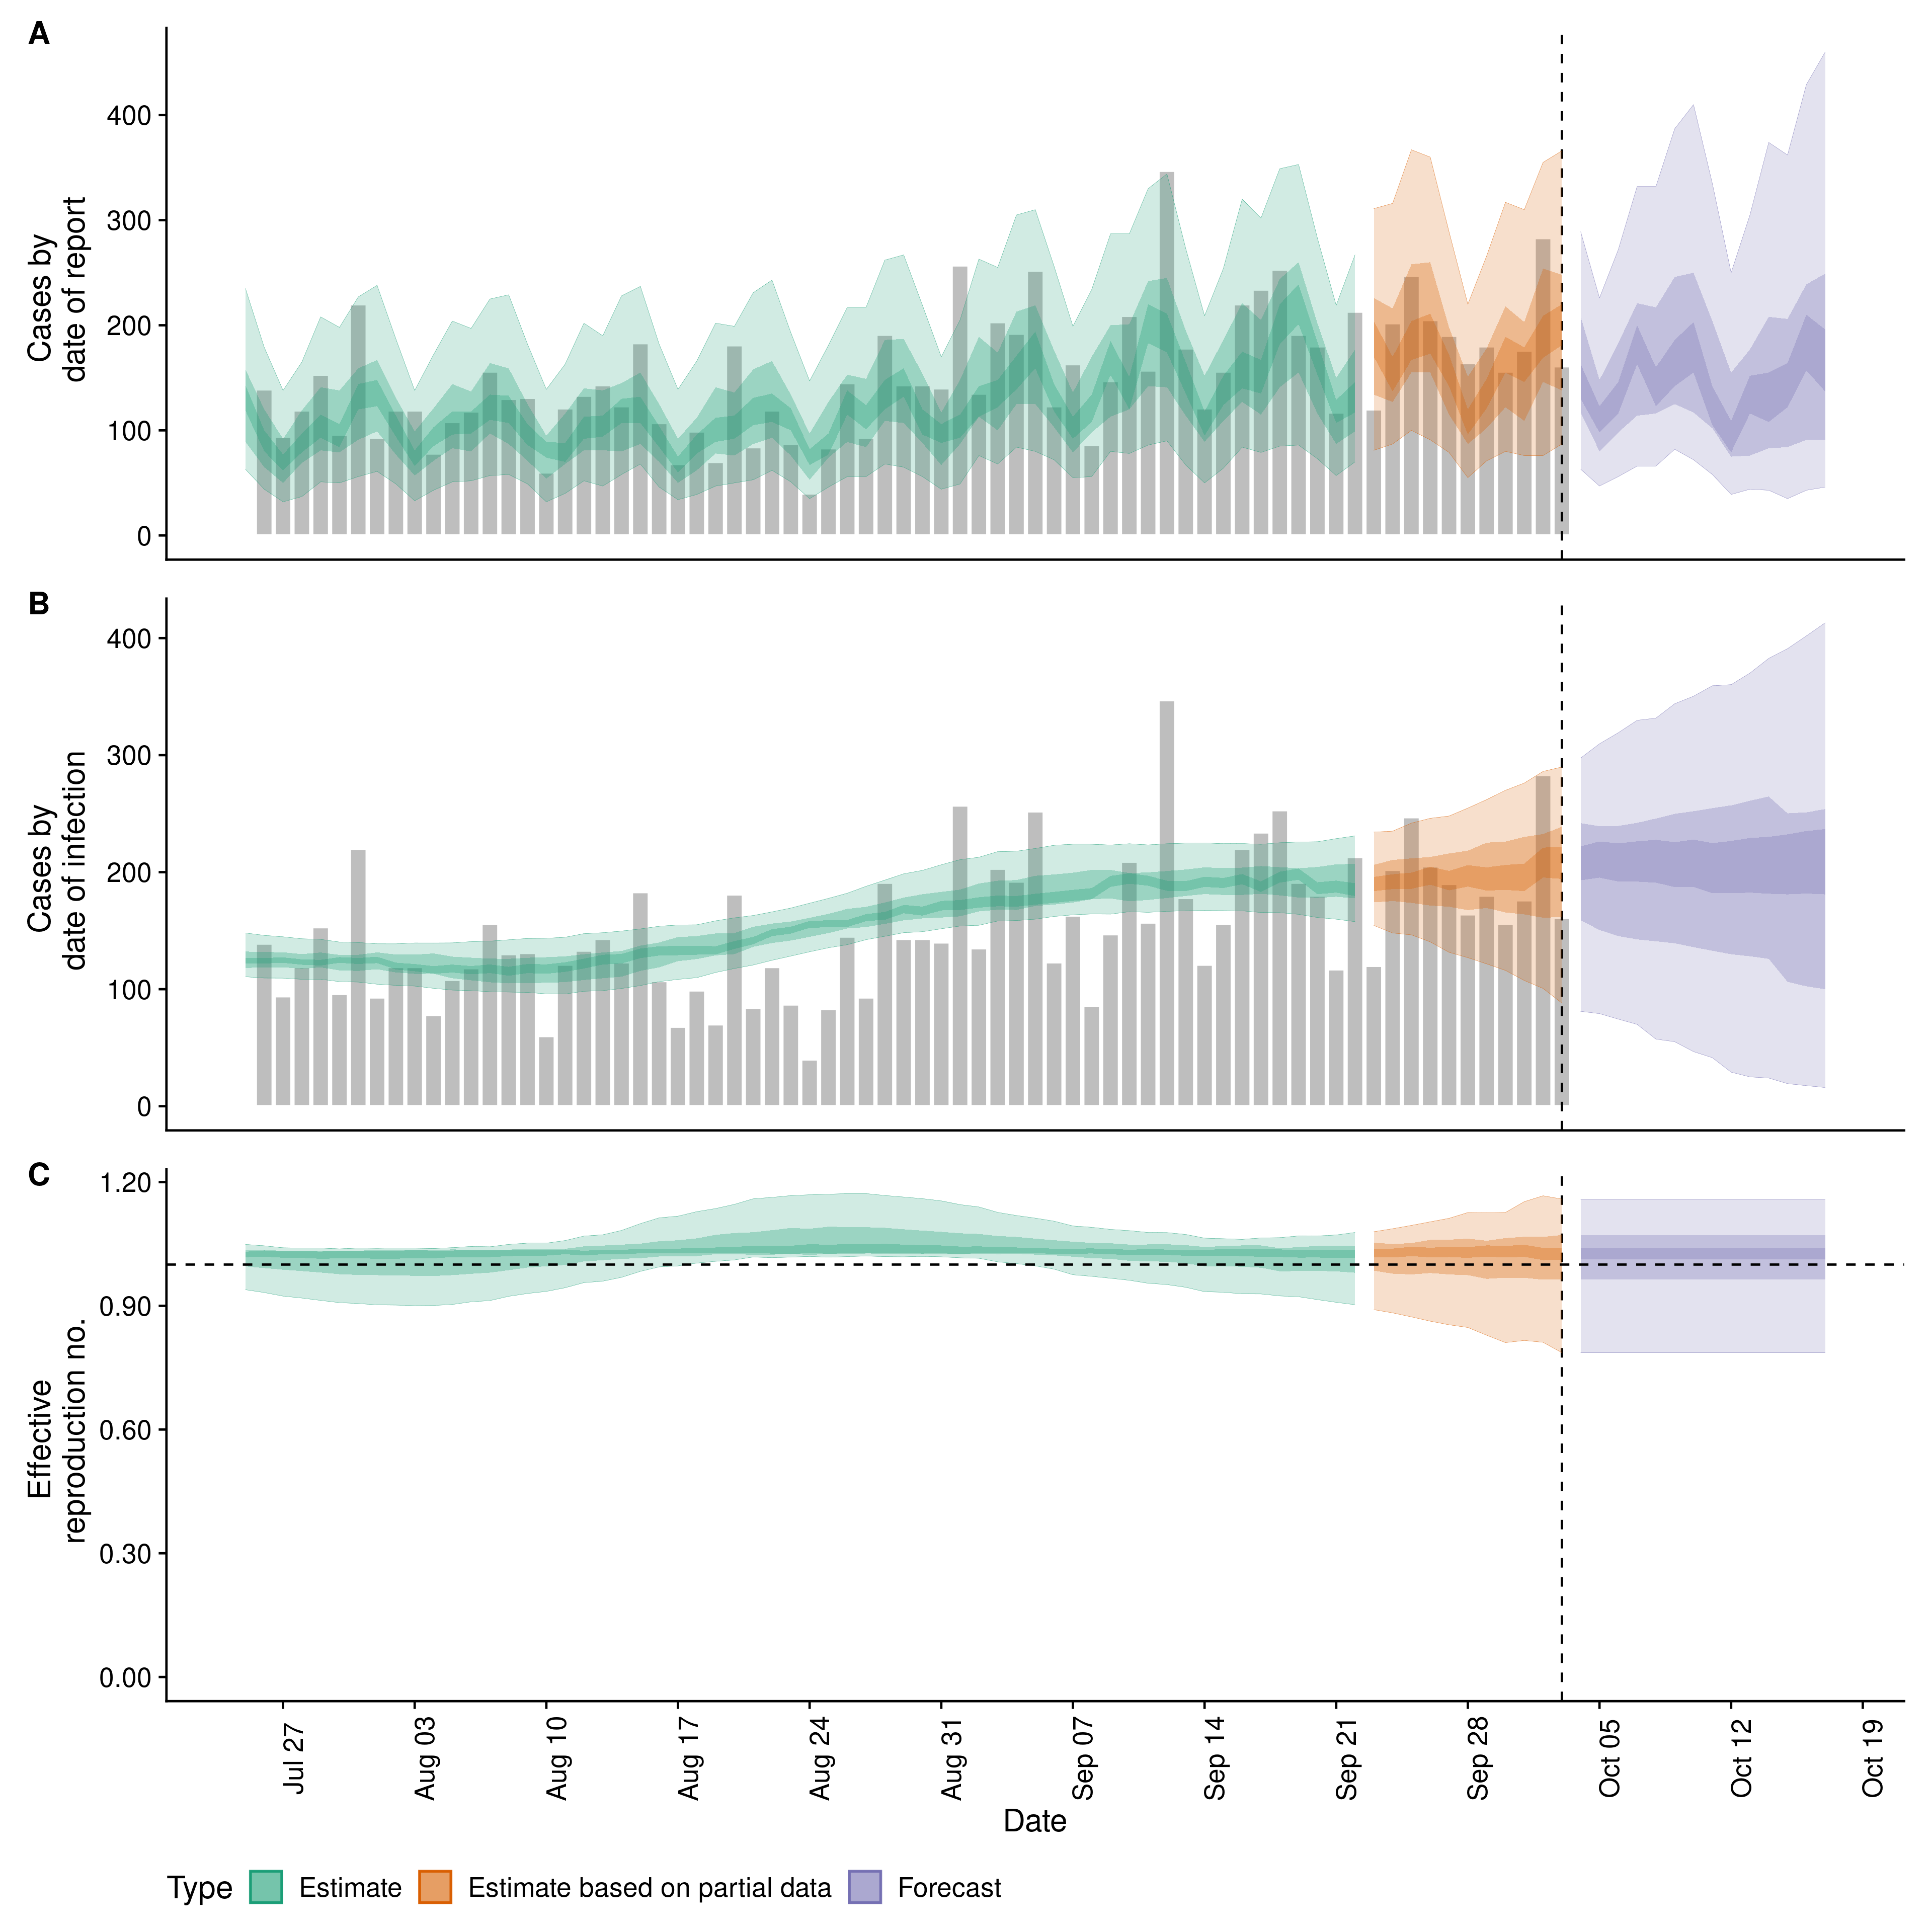 A
Cases by
date of report
400
300
200
100
0
B
Cases by
date of infection
400
300
200
100
0
C
Effective
reproduction no.
1.20
0.90
0.60
0.30
0.00
Jul 27
Aug 03
Aug 10
Aug 17
Aug 24
Aug 31
Sep 07
Sep 14
Sep 21
Sep 28
Oct 05
Oct 12
Oct 19
Date
Type Estimate Estimate based on partial data Forecast